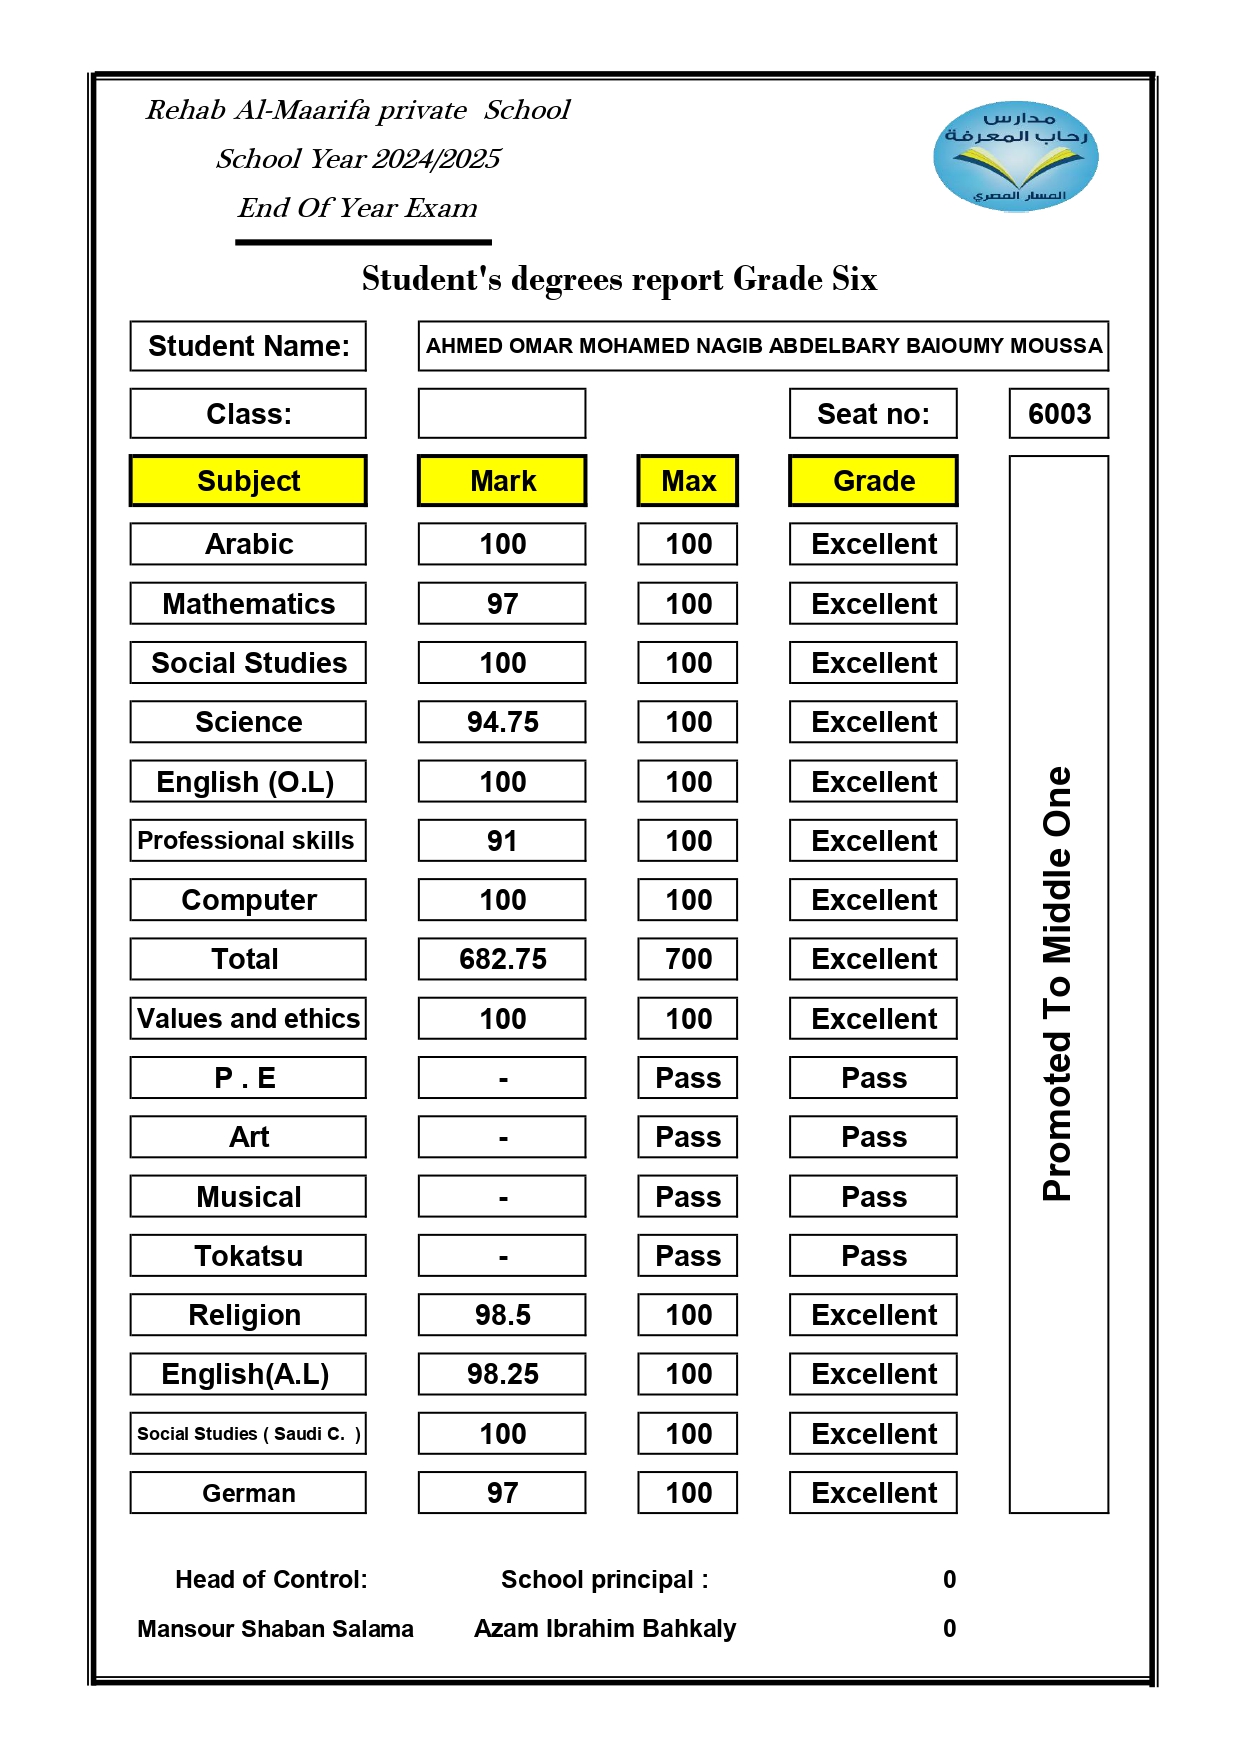 Rehab Al-Maarifa private School
School Year 2024/2025
End Of Year Exam
مدارس
رحاب المعرفة
المسار المصري
Student's degrees report Grade Six
Student Name: AHMED OMAR MOHAMED NAGIB ABDELBARY BAIOUMY MOUSSA
Class: Seat no: 6003
Subject Mark Max Grade
Arabic 100 100 Excellent
Mathematics 97 100 Excellent
Social Studies 100 100 Excellent
Science 94.75 100 Excellent
English (O.L) 100 100 Excellent
Professional skills 91 100 Excellent
Computer 100 100 Excellent
Total 682.75 700 Excellent
Values and ethics 100 100 Excellent
P . E - Pass Pass
Art - Pass Pass
Musical - Pass Pass
Tokatsu - Pass Pass
Religion 98.5 100 Excellent
English(A.L) 98.25 100 Excellent
Social Studies ( Saudi C. ) 100 100 Excellent
German 97 100 Excellent
Promoted To Middle One
Head of Control: School principal : 0
Mansour Shaban Salama Azam Ibrahim Bahkaly 0